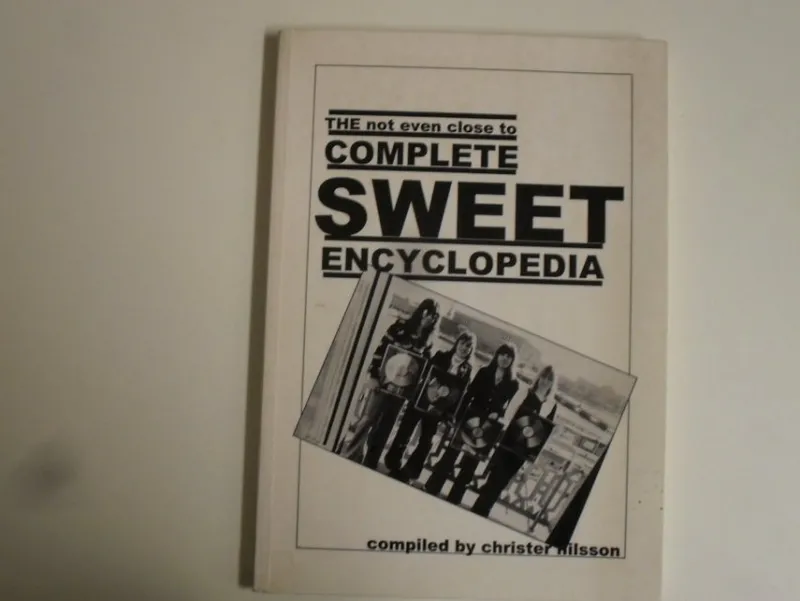 THE not even close to
COMPLETE
SWEET
ENCYCLOPEDIA
compiled by christer nilsson